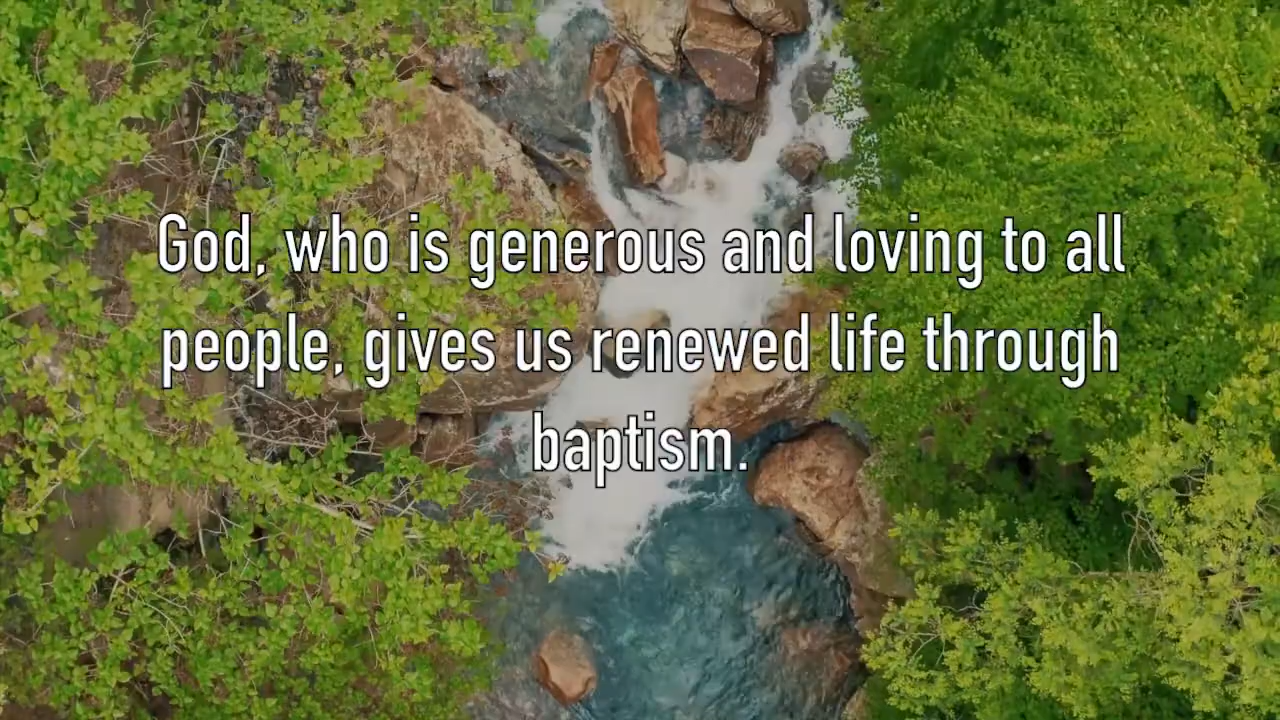 God, who is generous and loving to all
people, gives us renewed life through
baptism.